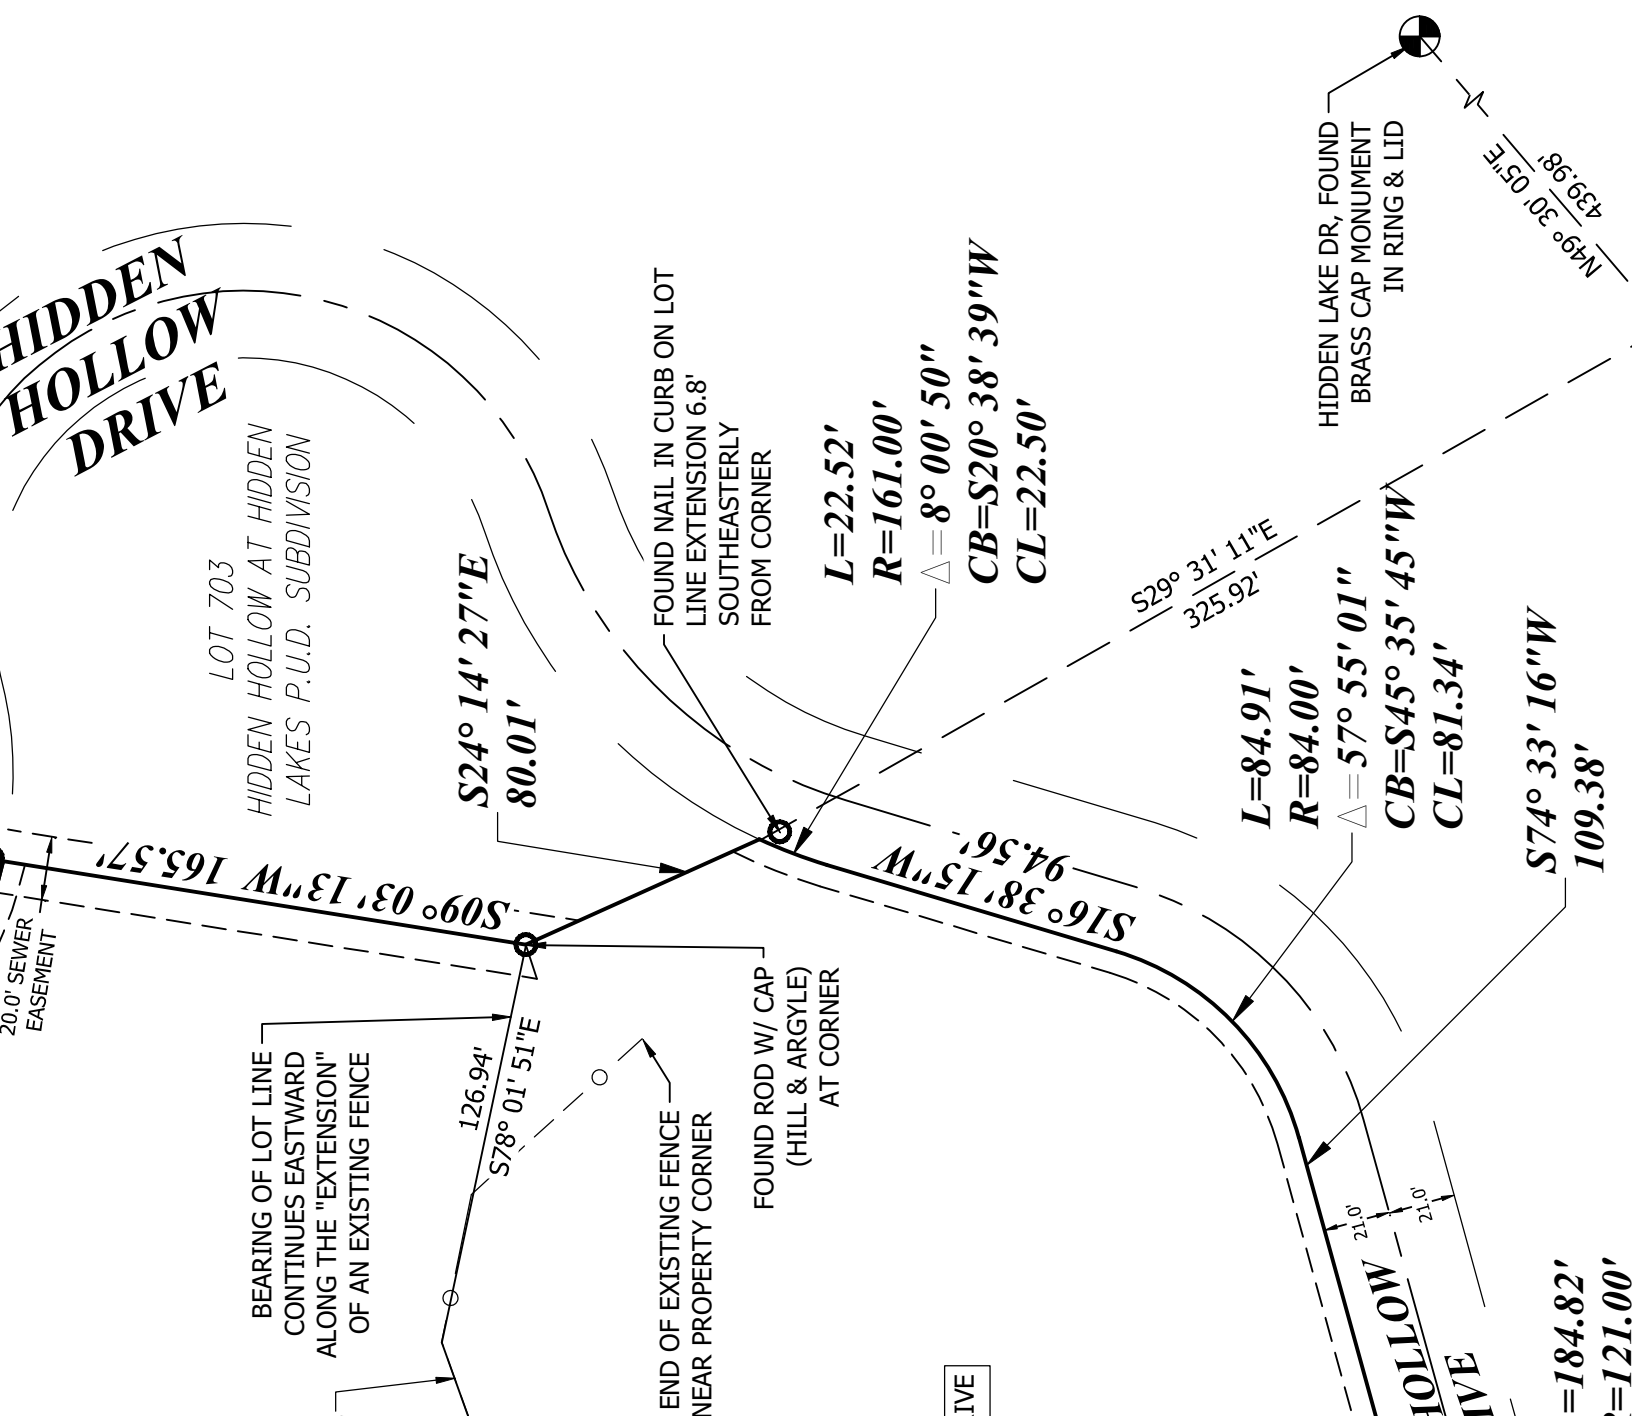 HIDDEN
HOLLOW
DRIVE
LOT 703
HIDDEN HOLLOW AT HIDDEN
LAKES P.U.D. SUBDIVISION
S24° 14' 27"E
80.01'
FOUND NAIL IN CURB ON LOT
LINE EXTENSION 6.8'
SOUTHEASTERLY
FROM CORNER
L=22.52'
R=161.00'
△=8° 00' 50"
CB=S20° 38' 39"W
CL=22.50'
HIDDEN LAKE DR, FOUND
BRASS CAP MONUMENT
IN RING & LID
N49° 30' 05"E
439.98'
S29° 31' 11"E
325.92'
L=84.91'
R=84.00'
△=57° 55' 01"
CB=S45° 35' 45"W
CL=81.34'
S74° 33' 16"W
109.38'
S09° 03' 13"W 165.57'
S16° 38' 15"W
94.56'
20.0' SEWER
EASEMENT
BEARING OF LOT LINE
CONTINUES EASTWARD
ALONG THE "EXTENSION"
OF AN EXISTING FENCE
126.94'
S78° 01' 51"E
FOUND ROD W/ CAP
(HILL & ARGYLE)
AT CORNER
END OF EXISTING FENCE
NEAR PROPERTY CORNER
21.0'
21.0'
HOLLOW
IVE
IVE
=184.82'
=121.00'